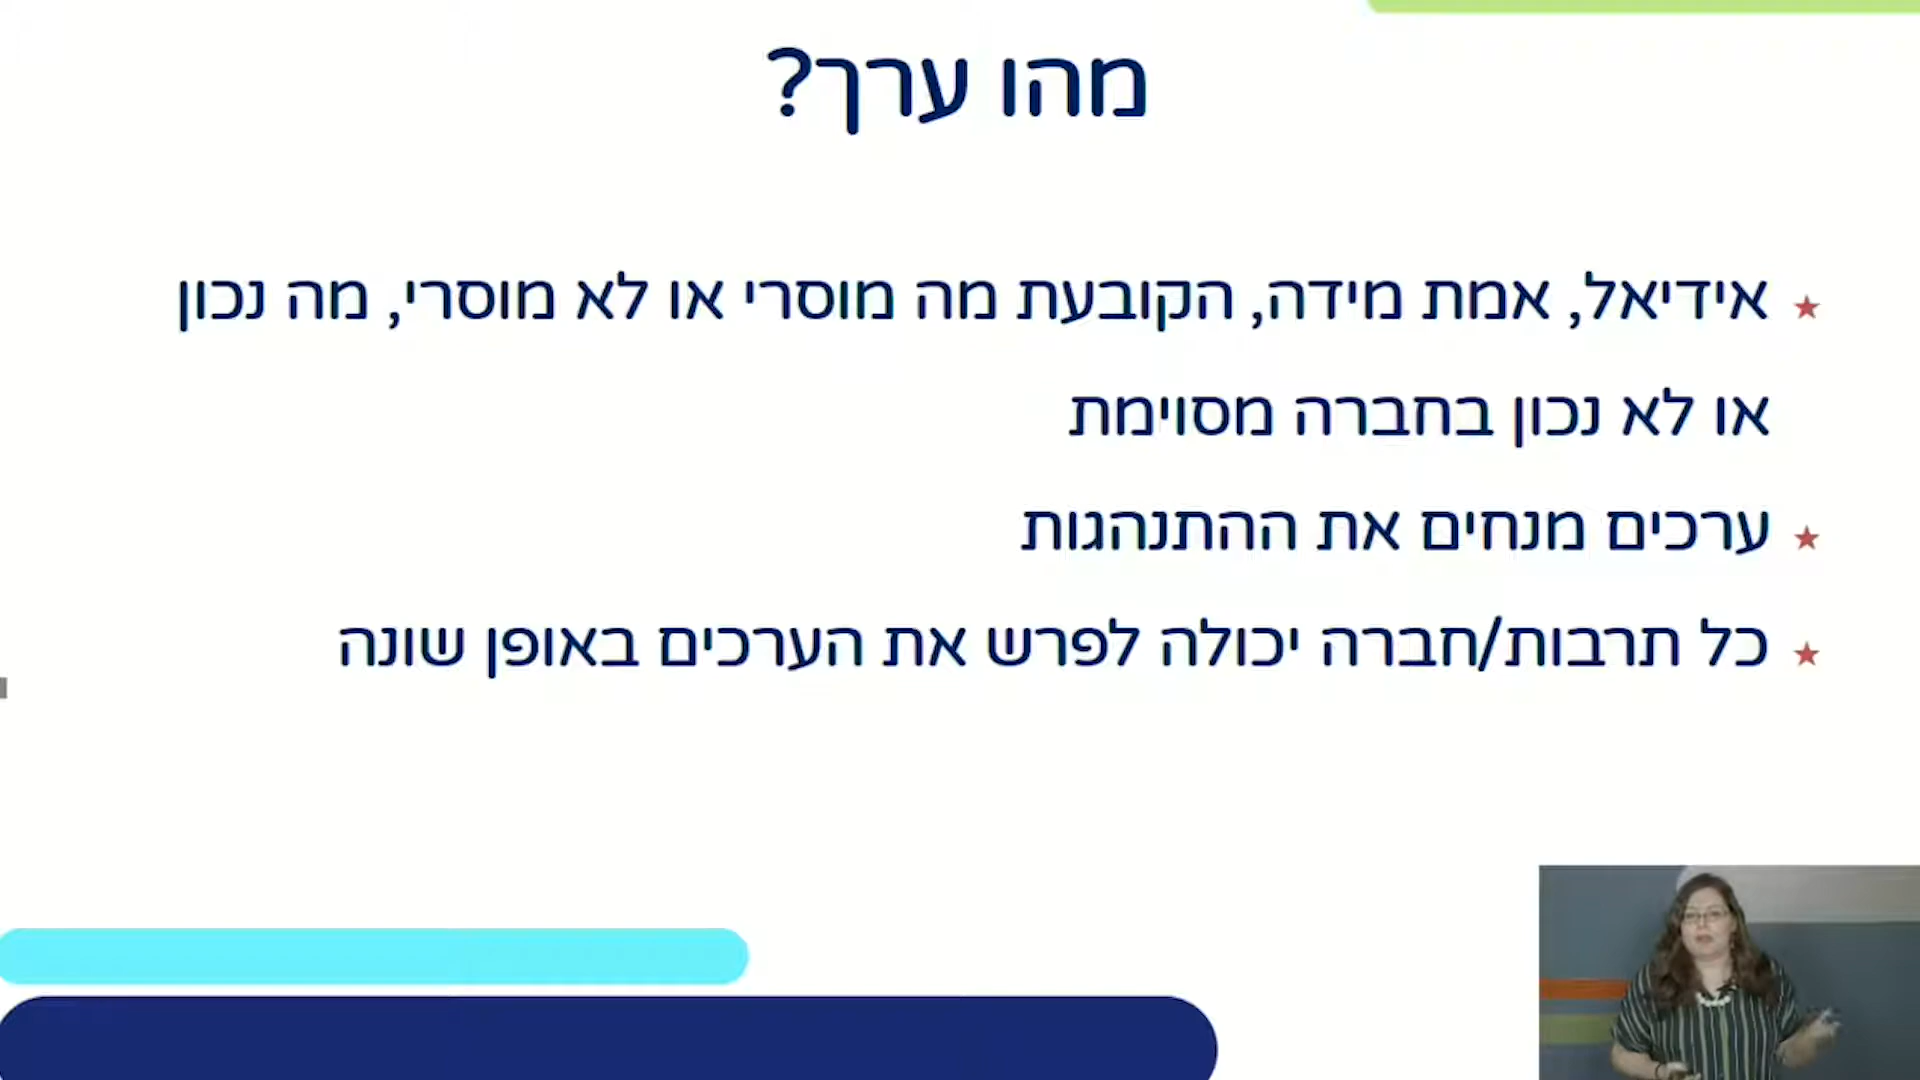 מהו ערך?
אידיאל, אמת מידה, הקובעת מה מוסרי או לא מוסרי, מה נכון
או לא נכון בחברה מסוימת
ערכים מנחים את ההתנהגות
כל תרבות/חברה יכולה לפרש את הערכים באופן שונה